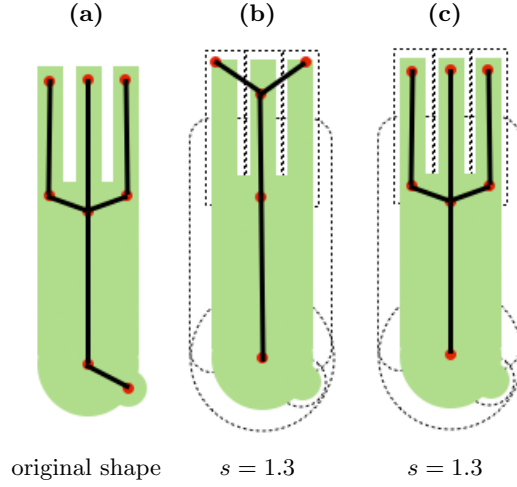 (a) (b) (c)
original shape s = 1.3 s = 1.3